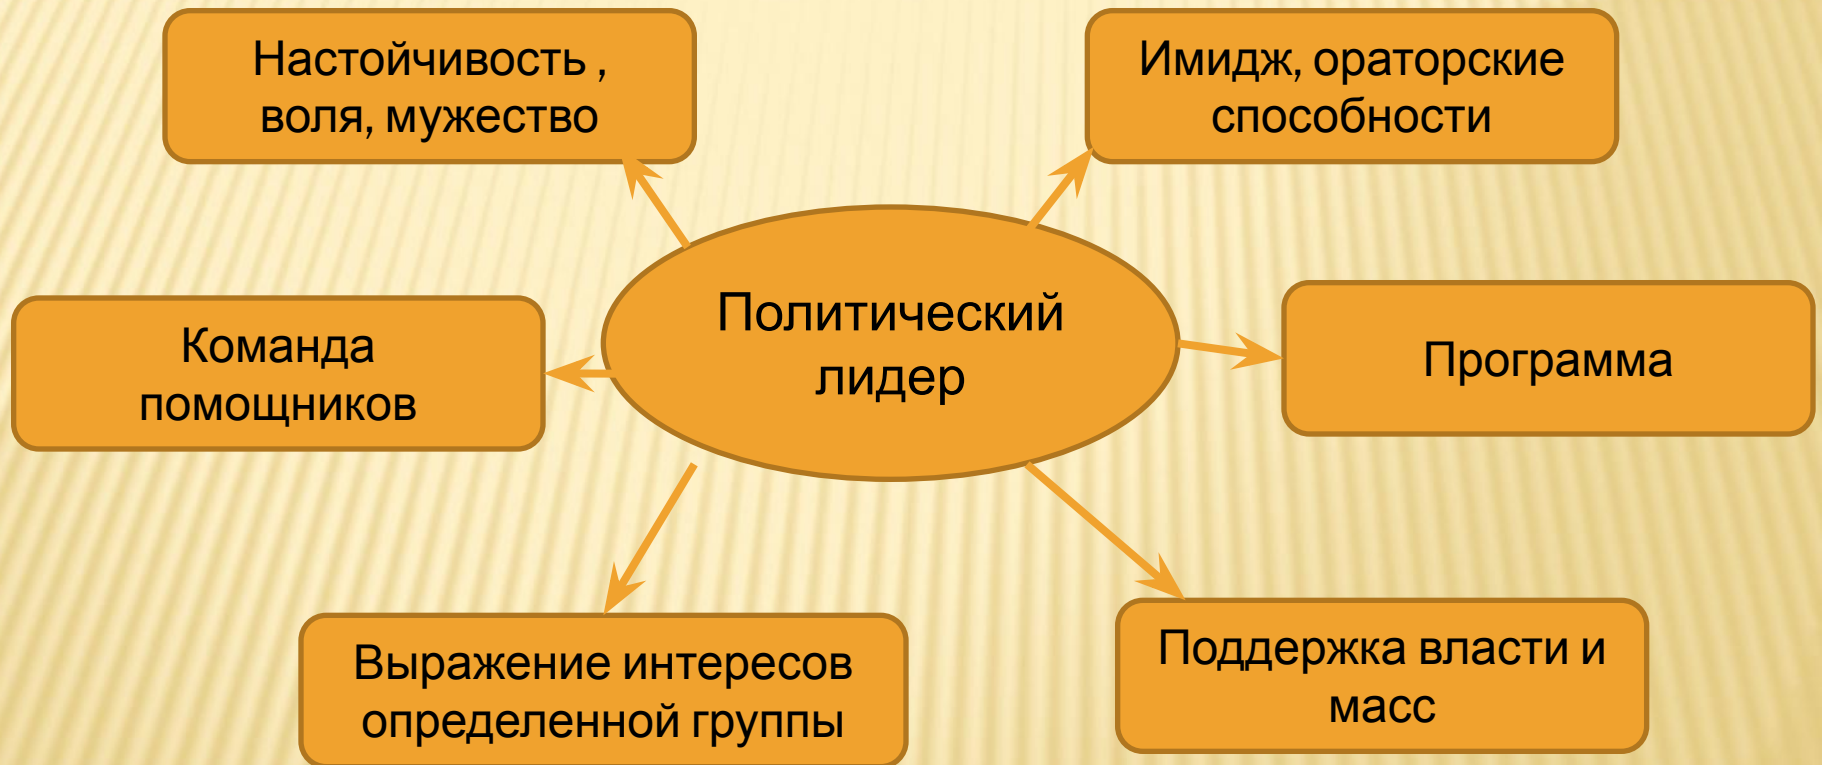 Настойчивость ,
воля, мужество
Имидж, ораторские
способности
Политический
лидер
Команда
помощников
Программа
Выражение интересов
определенной группы
Поддержка власти и
масс